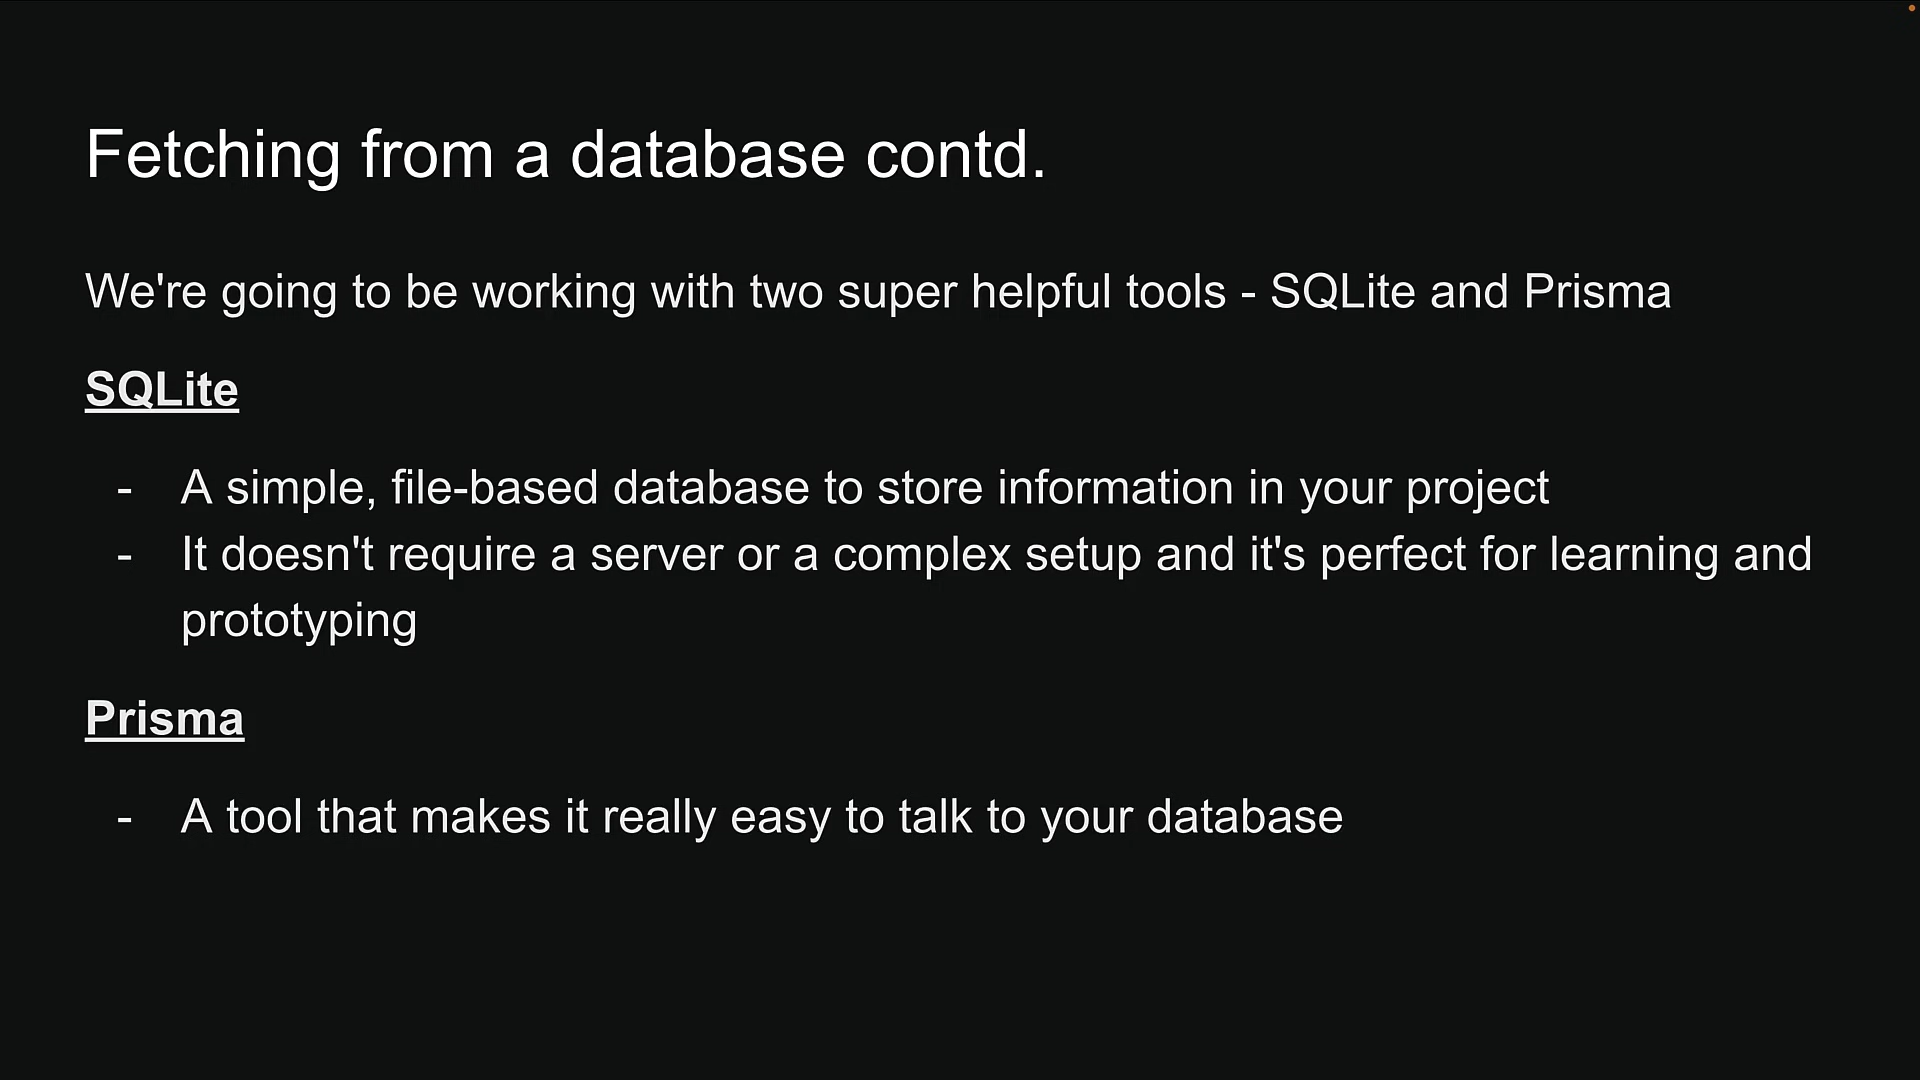 Fetching from a database contd.
We're going to be working with two super helpful tools - SQLite and Prisma
SQLite
- A simple, file-based database to store information in your project
- It doesn't require a server or a complex setup and it's perfect for learning and
prototyping
Prisma
- A tool that makes it really easy to talk to your database